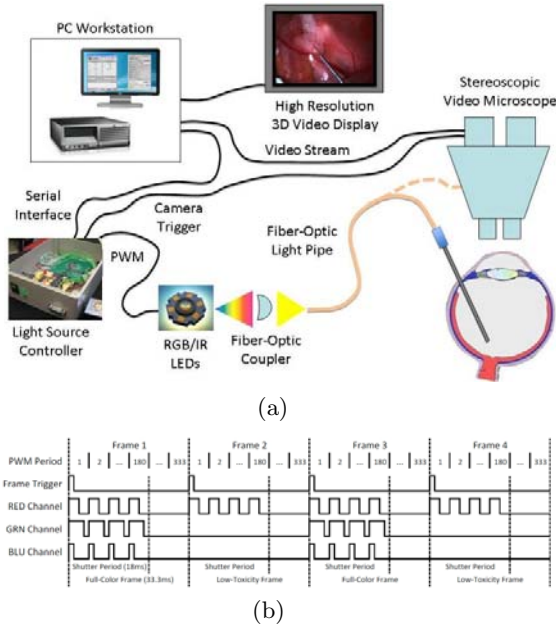 PC Workstation
High Resolution
3D Video Display
Stereoscopic
Video Microscope
Video Stream
Serial
Interface
Camera
Trigger
PWM
Fiber-Optic
Light Pipe
Light Source
Controller
RGB/IR
LEDs
Fiber-Optic
Coupler
(a)
Frame 1 Frame 2 Frame 3 Frame 4
PWM Period 1 2 ... 180 ... 333 1 2 ... 180 ... 333 1 2 ... 180 ... 333 1 2 ... 180 ... 333
Frame Trigger
RED Channel
GRN Channel
BLU Channel
Shutter Period (18ms) Shutter Period Shutter Period Shutter Period
Full-Color Frame (33.3ms) Low-Toxicity Frame Full-Color Frame Low-Toxicity Frame
(b)